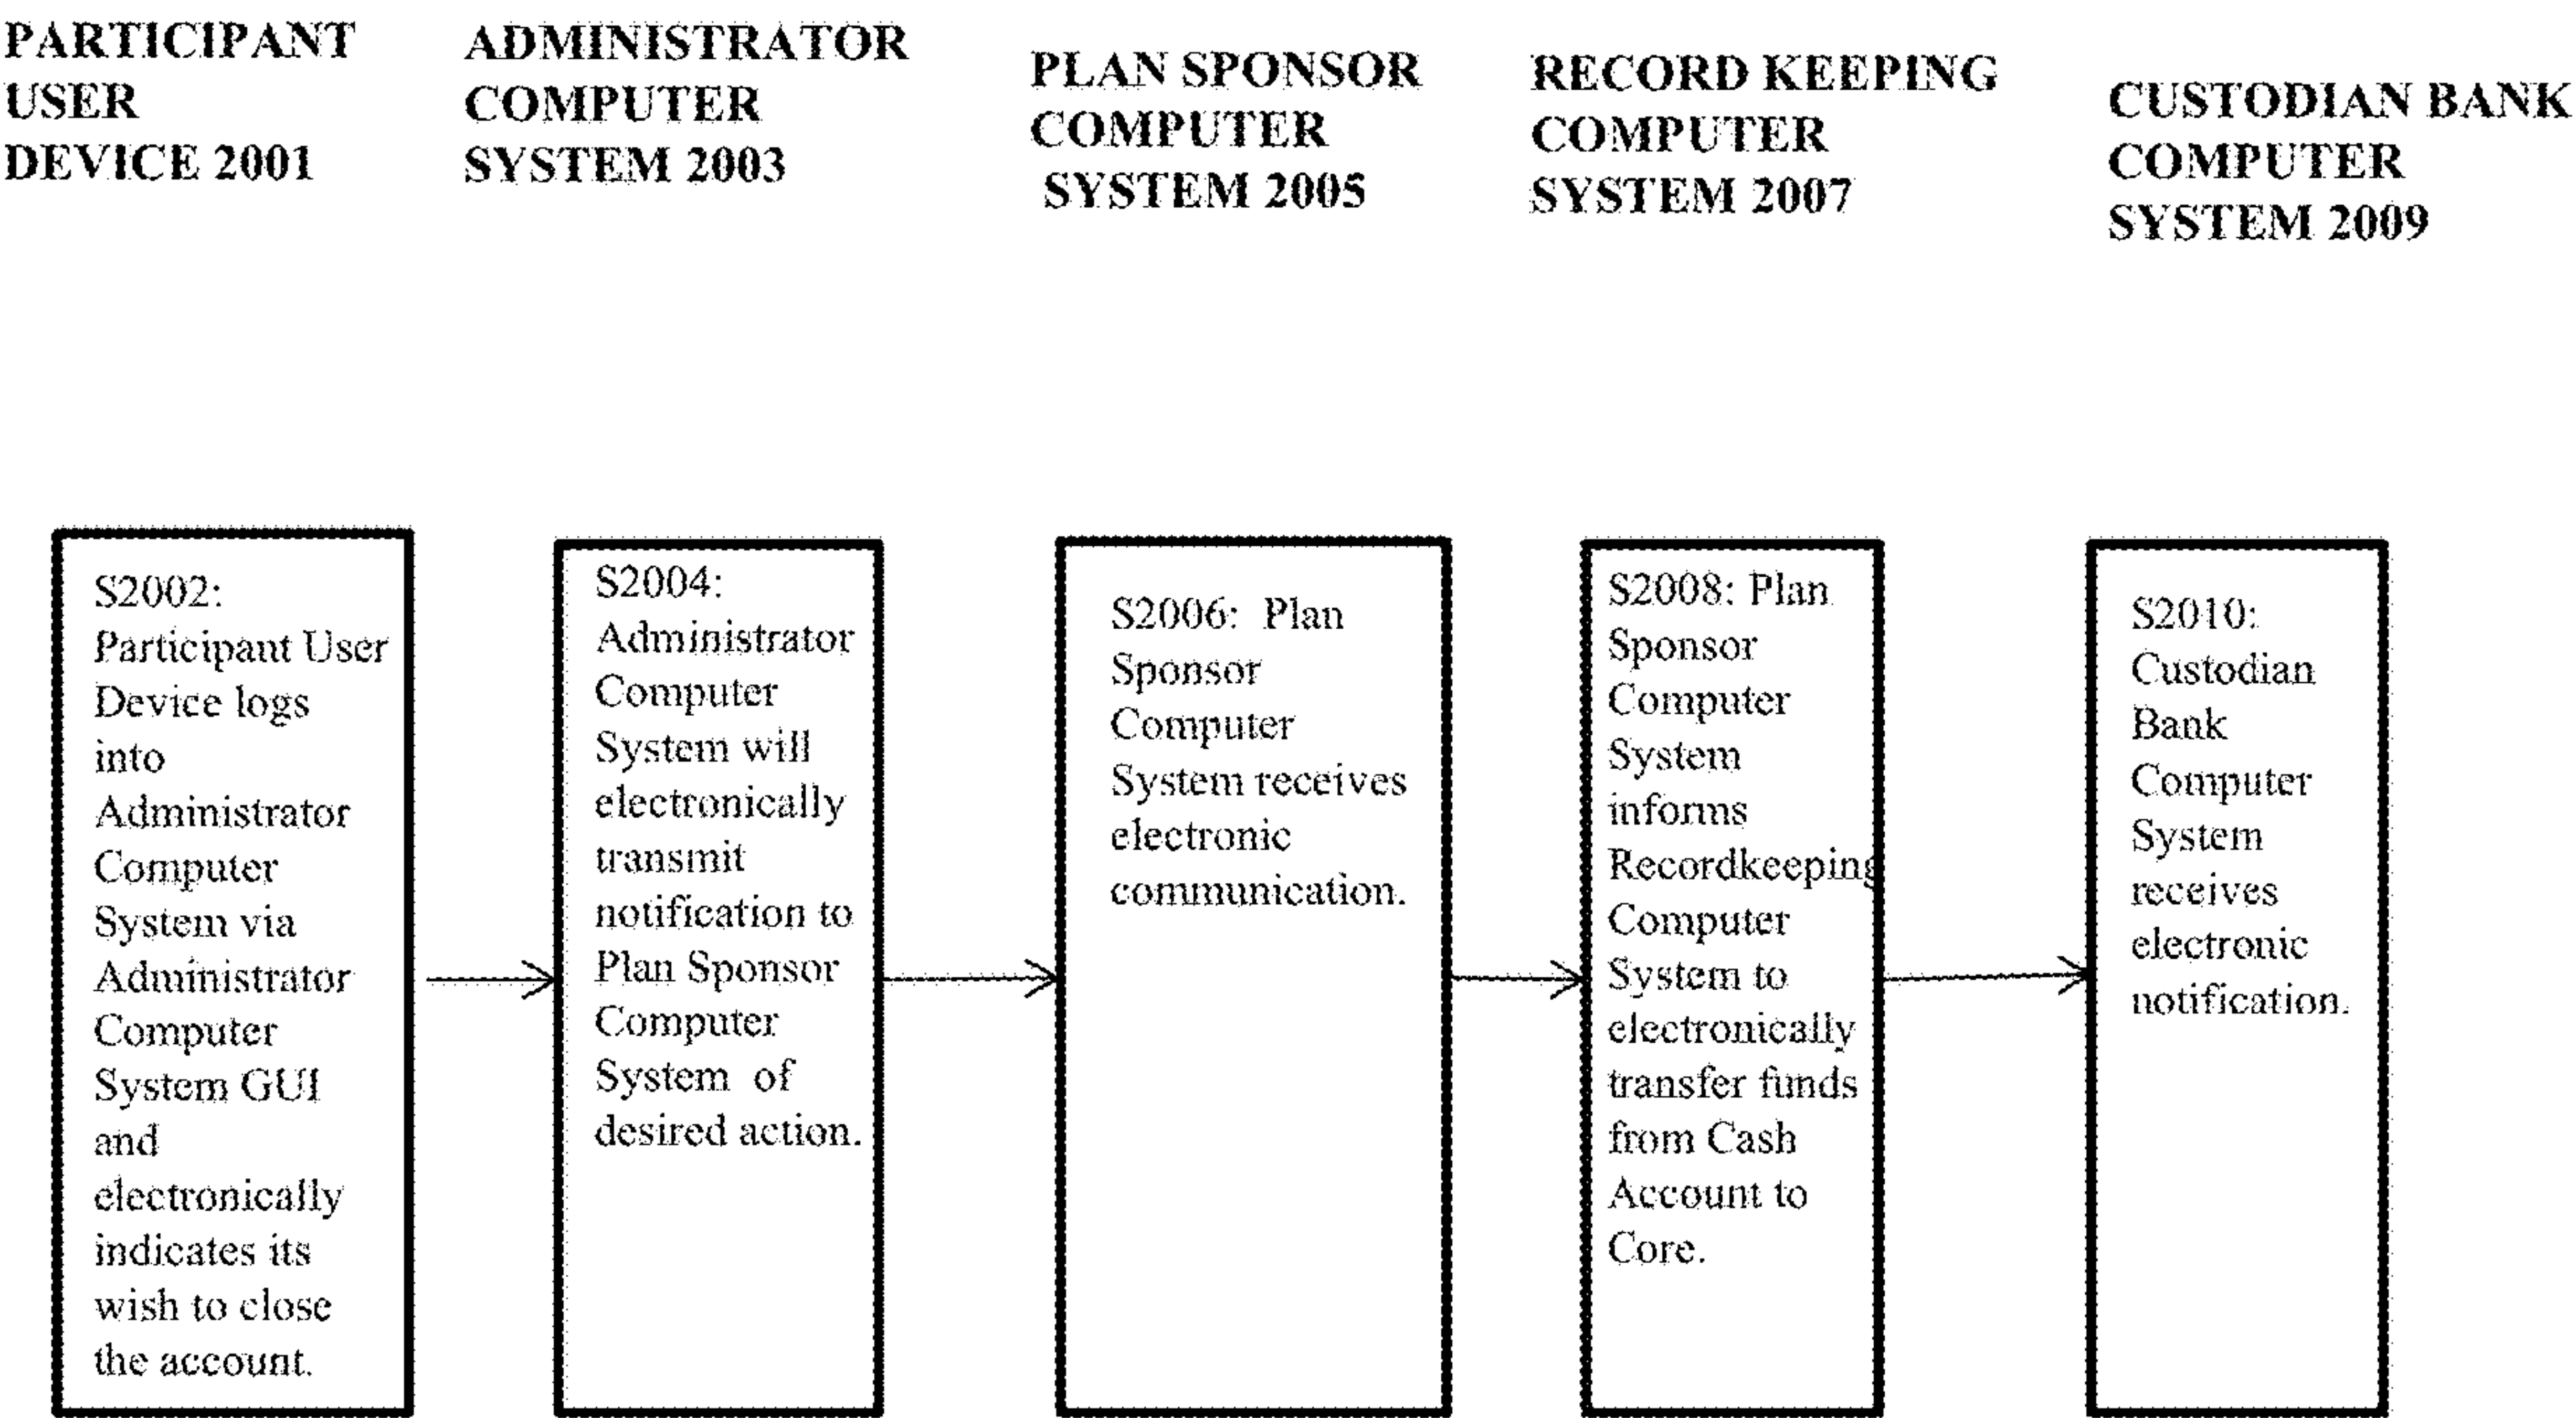 PARTICIPANT
USER
DEVICE 2001
ADMINISTRATOR
COMPUTER
SYSTEM 2003
PLAN SPONSOR
COMPUTER
SYSTEM 2005
RECORD KEEPING
COMPUTER
SYSTEM 2007
CUSTODIAN BANK
COMPUTER
SYSTEM 2009
S2002:
Participant User
Device logs
into
Administrator
Computer
System via
Administrator
Computer
System GUI
and
electronically
indicates its
wish to close
the account.
S2004:
Administrator
Computer
System will
electronically
transmit
notification to
Plan Sponsor
Computer
System of
desired action.
S2006: Plan
Sponsor
Computer
System receives
electronic
communication.
S2008: Plan
Sponsor
Computer
System
informs
Recordkeeping
Computer
System to
electronically
transfer funds
from Cash
Account to
Core.
S2010:
Custodian
Bank
Computer
System
receives
electronic
notification.